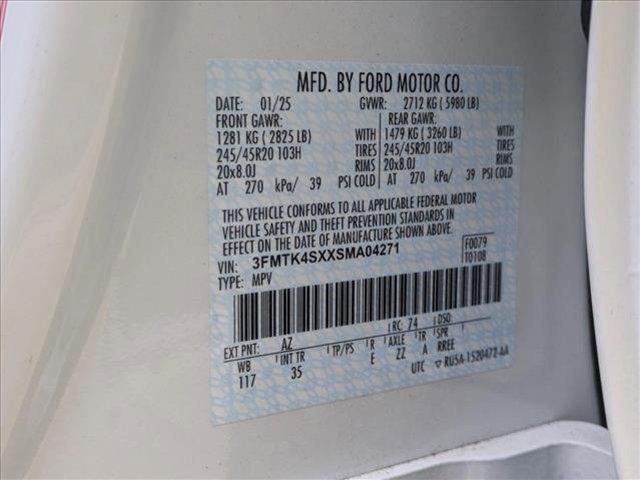 MFD. BY FORD MOTOR CO.
DATE: 01/25 GVWR: 2712 KG ( 5980 LB)
FRONT GAWR: REAR GAWR:
1281 KG ( 2825 LB) WITH 1479 KG ( 3260 LB) WITH
245/45R20 103H TIRES 245/45R20 103H TIRES
20x8.0J RIMS 20x8.0J RIMS
AT 270 kPa/ 39 PSI COLD AT 270 kPa/ 39 PSI COLD
THIS VEHICLE CONFORMS TO ALL APPLICABLE FEDERAL MOTOR
VEHICLE SAFETY AND THEFT PREVENTION STANDARDS IN
EFFECT ON THE DATE OF MANUFACTURE SHOWN ABOVE.
VIN: 3FMTK4SXXSMA04271 F0079
TYPE: MPV T0108
EXT PNT: AZ RC: 74 DSO:
WB INT TR TP/PS R AXLE TR SPR
117 35 E ZZ A RREE
UTC ▽ RU5A-1520472-AA